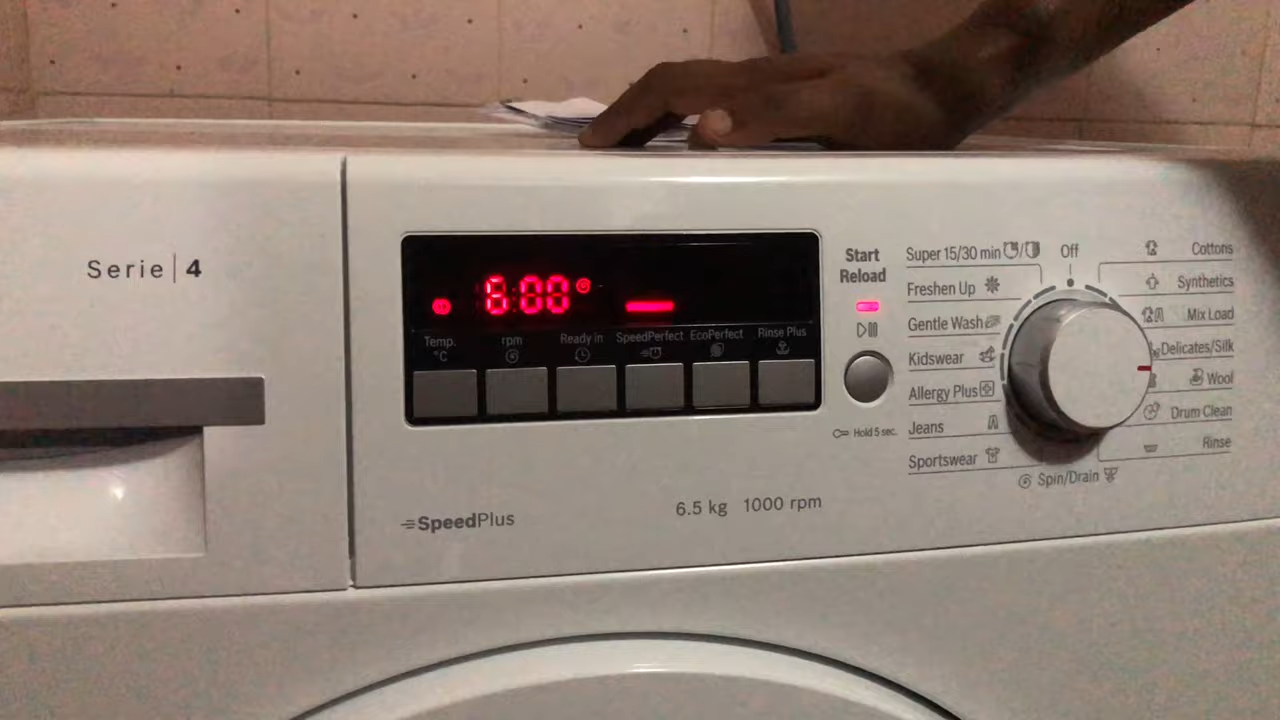 Serie | 4
6:00
Temp.
°C
rpm
Ready in
SpeedPerfect
EcoPerfect
Rinse Plus
Start
Reload
Hold 5 sec.
Super 15/30 min
Freshen Up
Gentle Wash
Kidswear
Allergy Plus
Jeans
Sportswear
Off
Cottons
Synthetics
Mix Load
Delicates/Silk
Wool
Drum Clean
Rinse
Spin/Drain
SpeedPlus
6.5 kg 1000 rpm